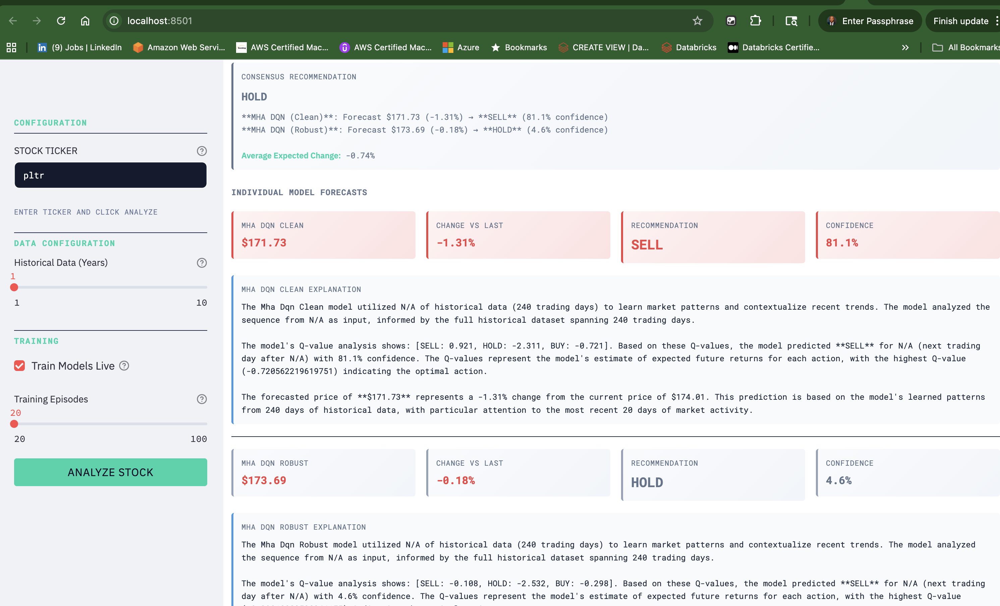 localhost:8501
Enter Passphrase
Finish update
(9) Jobs | LinkedIn
Amazon Web Servi...
AWS Certified Mac...
AWS Certified Mac...
Azure
Bookmarks
CREATE VIEW | Da...
Databricks
Databricks Certifie...
All Bookmarks
CONFIGURATION
STOCK TICKER
pltr
ENTER TICKER AND CLICK ANALYZE
DATA CONFIGURATION
Historical Data (Years)
1
1 10
TRAINING
Train Models Live
Training Episodes
20
20 100
ANALYZE STOCK
CONSENSUS RECOMMENDATION
HOLD
**MHA DQN (Clean)**: Forecast $171.73 (-1.31%) → **SELL** (81.1% confidence)
**MHA DQN (Robust)**: Forecast $173.69 (-0.18%) → **HOLD** (4.6% confidence)
Average Expected Change: -0.74%
INDIVIDUAL MODEL FORECASTS
MHA DQN CLEAN
$171.73
CHANGE VS LAST
-1.31%
RECOMMENDATION
SELL
CONFIDENCE
81.1%
MHA DQN CLEAN EXPLANATION
The Mha Dqn Clean model utilized N/A of historical data (240 trading days) to learn market patterns and contextualize recent trends. The model analyzed the
sequence from N/A as input, informed by the full historical dataset spanning 240 trading days.
The model's Q-value analysis shows: [SELL: 0.921, HOLD: -2.311, BUY: -0.721]. Based on these Q-values, the model predicted **SELL** for N/A (next trading
day after N/A) with 81.1% confidence. The Q-values represent the model's estimate of expected future returns for each action, with the highest Q-value
(-0.720562219619751) indicating the optimal action.
The forecasted price of **$171.73** represents a -1.31% change from the current price of $174.01. This prediction is based on the model's learned patterns
from 240 days of historical data, with particular attention to the most recent 20 days of market activity.
MHA DQN ROBUST
$173.69
CHANGE VS LAST
-0.18%
RECOMMENDATION
HOLD
CONFIDENCE
4.6%
MHA DQN ROBUST EXPLANATION
The Mha Dqn Robust model utilized N/A of historical data (240 trading days) to learn market patterns and contextualize recent trends. The model analyzed
the sequence from N/A as input, informed by the full historical dataset spanning 240 trading days.
The model's Q-value analysis shows: [SELL: -0.108, HOLD: -2.532, BUY: -0.298]. Based on these Q-values, the model predicted **SELL** for N/A (next trading
day after N/A) with 4.6% confidence. The Q-values represent the model's estimate of expected future returns for each action, with the highest Q-value